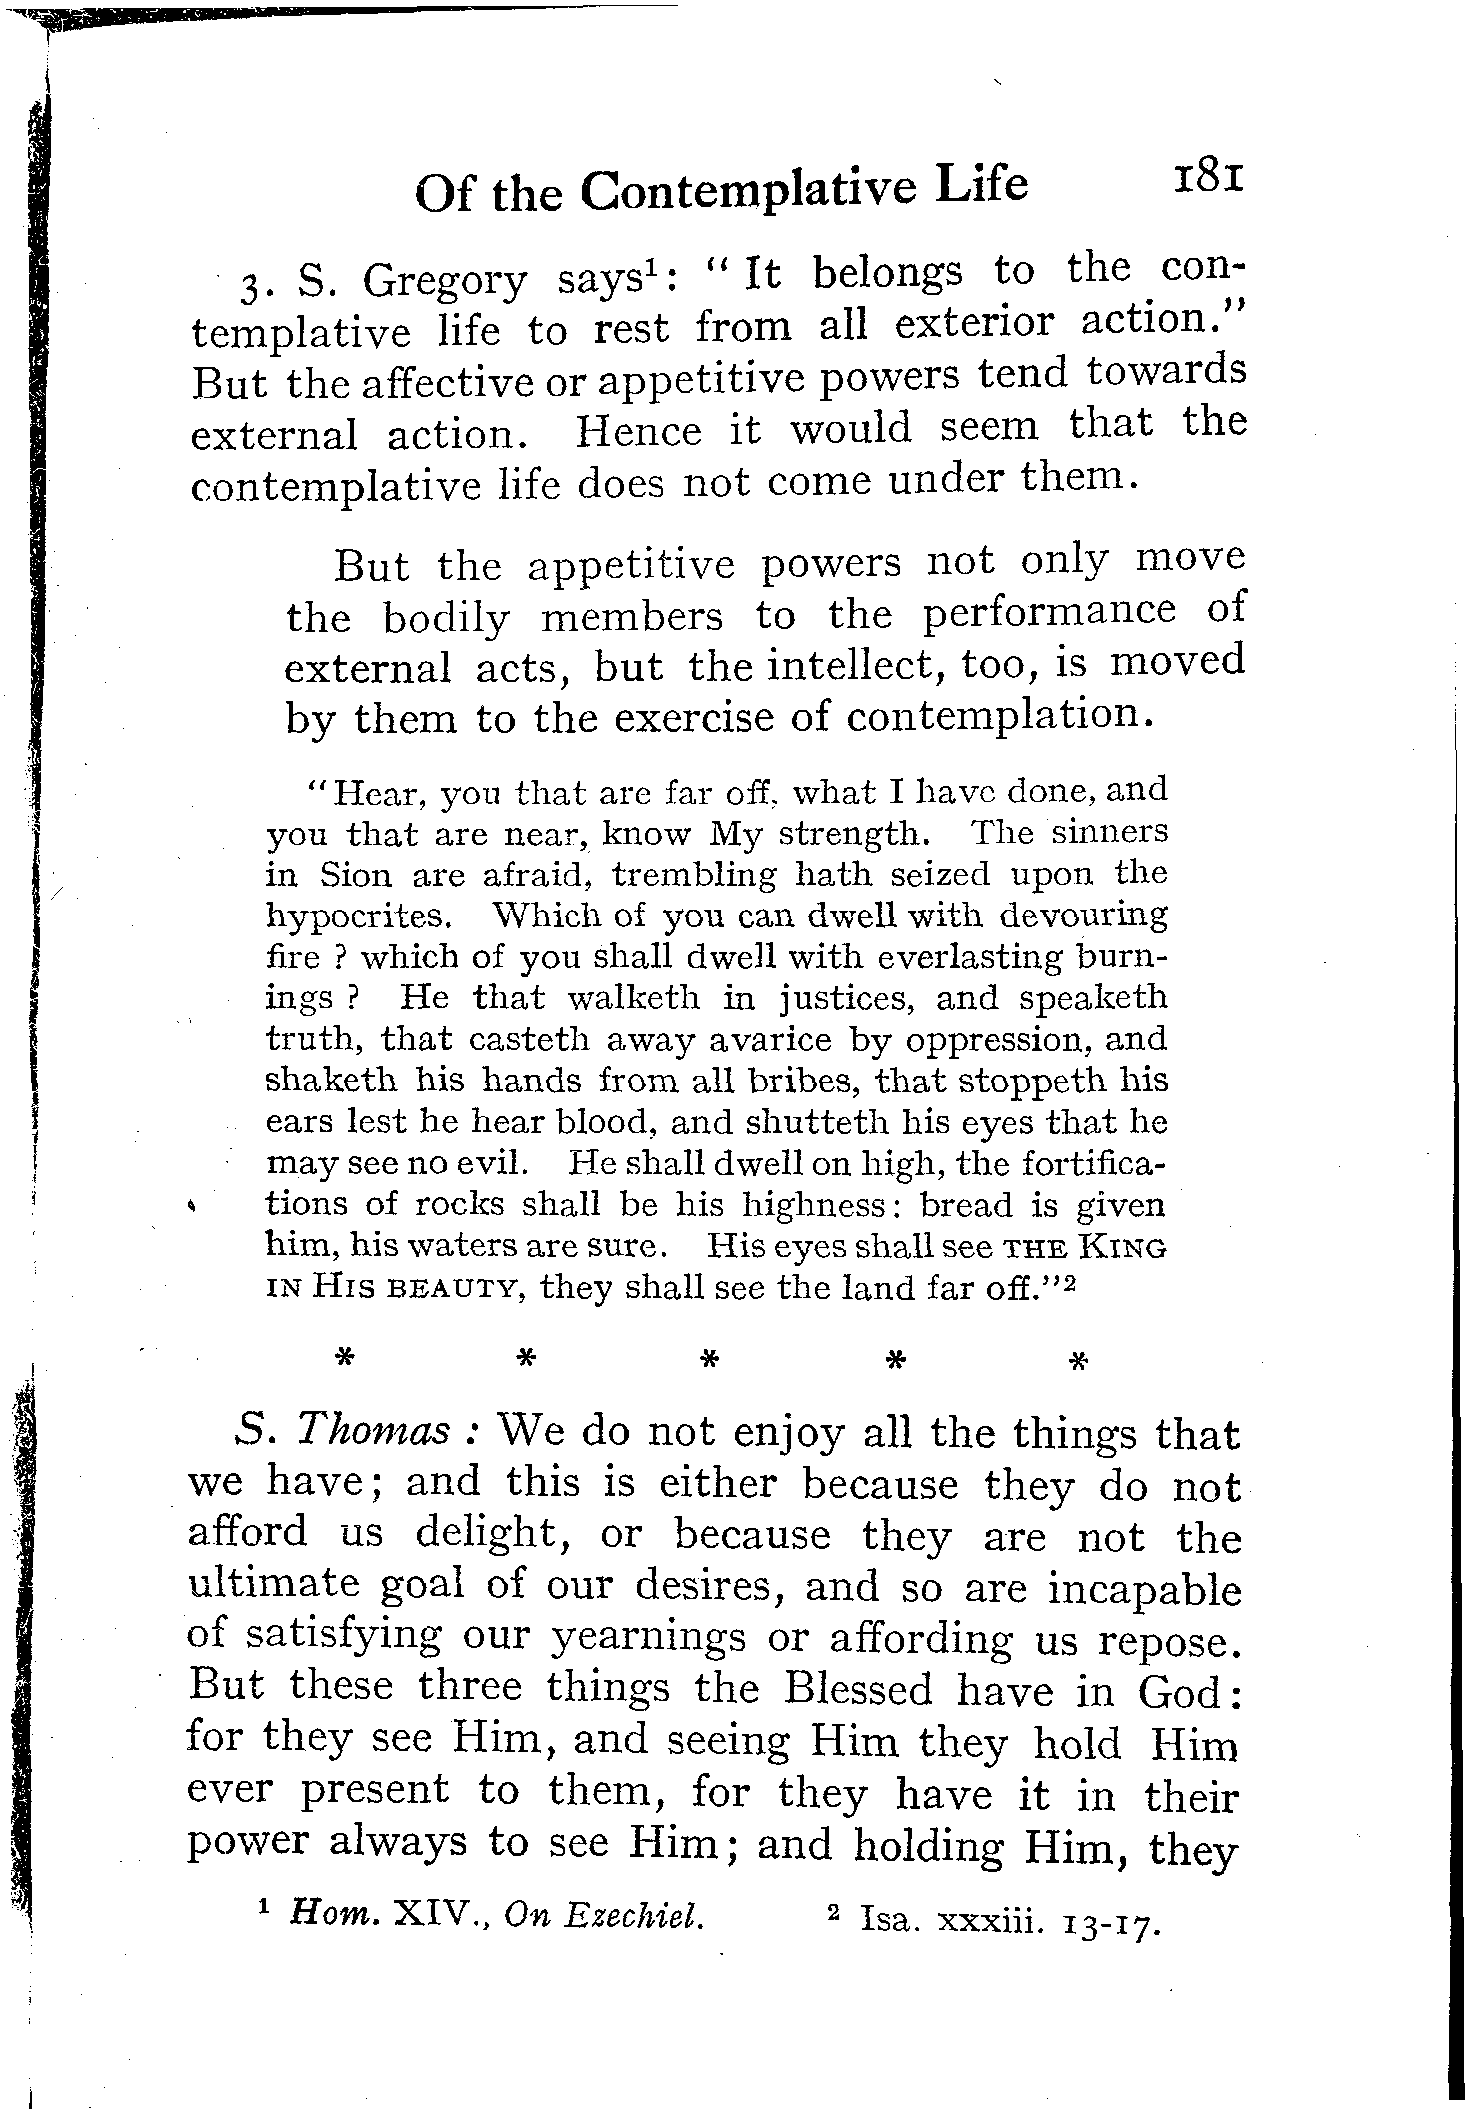 Of the Contemplative Life 181
3. S. Gregory says¹: “ It belongs to the con-
templative life to rest from all exterior action.”
But the affective or appetitive powers tend towards
external action. Hence it would seem that the
contemplative life does not come under them.
But the appetitive powers not only move
the bodily members to the performance of
external acts, but the intellect, too, is moved
by them to the exercise of contemplation.
“Hear, you that are far off, what I have done, and
you that are near, know My strength. The sinners
in Sion are afraid, trembling hath seized upon the
hypocrites. Which of you can dwell with devouring
fire ? which of you shall dwell with everlasting burn-
ings ? He that walketh in justices, and speaketh
truth, that casteth away avarice by oppression, and
shaketh his hands from all bribes, that stoppeth his
ears lest he hear blood, and shutteth his eyes that he
may see no evil. He shall dwell on high, the fortifica-
tions of rocks shall be his highness: bread is given
him, his waters are sure. His eyes shall see THE KING
IN HIS BEAUTY, they shall see the land far off.”²
* * * * *
S. Thomas : We do not enjoy all the things that
we have; and this is either because they do not
afford us delight, or because they are not the
ultimate goal of our desires, and so are incapable
of satisfying our yearnings or affording us repose.
But these three things the Blessed have in God:
for they see Him, and seeing Him they hold Him
ever present to them, for they have it in their
power always to see Him; and holding Him, they
¹ Hom. XIV., On Ezechiel. ² Isa. xxxiii. 13-17.